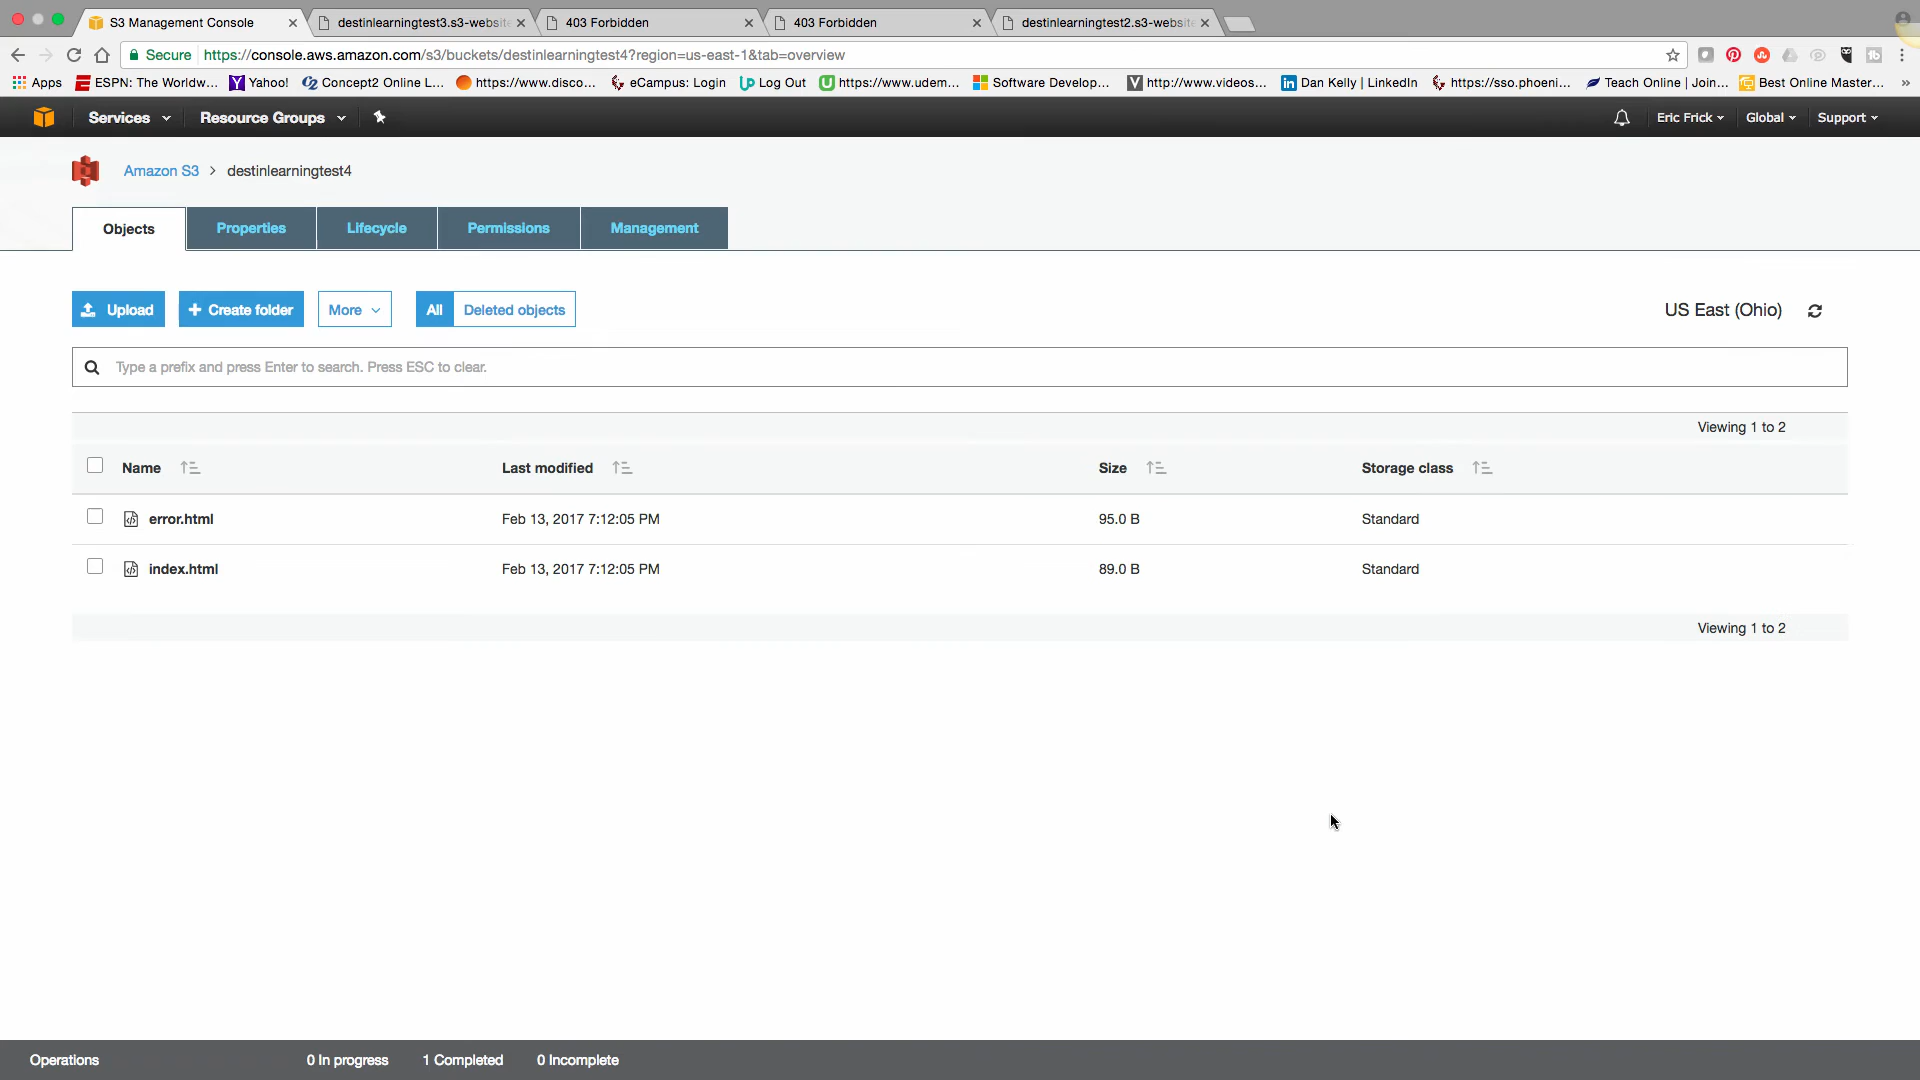 S3 Management Console
destinlearningtest3.s3-website
403 Forbidden
403 Forbidden
destinlearningtest2.s3-website
Secure https://console.aws.amazon.com/s3/buckets/destinlearningtest4?region=us-east-1&tab=overview
Apps ESPN: The Worldw... Yahoo! Concept2 Online L... https://www.disco... eCampus: Login Log Out https://www.udem... Software Develop... http://www.videos... Dan Kelly | LinkedIn https://sso.phoeni... Teach Online | Join... Best Online Master... »
Services Resource Groups Eric Frick Global Support
Amazon S3 > destinlearningtest4
Objects Properties Lifecycle Permissions Management
Upload + Create folder More All Deleted objects US East (Ohio)
Type a prefix and press Enter to search. Press ESC to clear.
Viewing 1 to 2
Name Last modified Size Storage class
error.html Feb 13, 2017 7:12:05 PM 95.0 B Standard
index.html Feb 13, 2017 7:12:05 PM 89.0 B Standard
Viewing 1 to 2
Operations 0 In progress 1 Completed 0 Incomplete